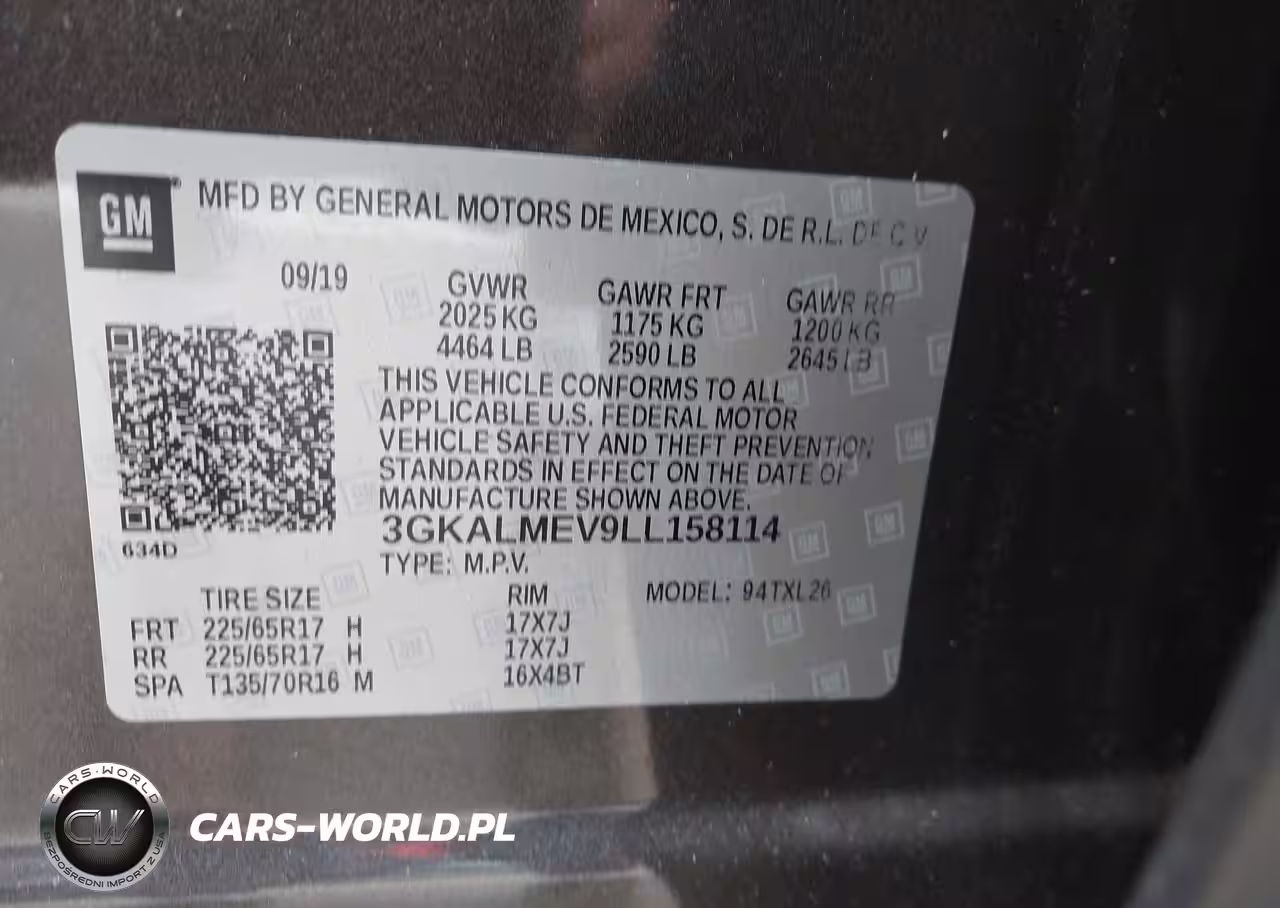 GM
MFD BY GENERAL MOTORS DE MEXICO, S. DE R.L. DE C V
09/19
GVWR GAWR FRT GAWR RR
2025 KG 1175 KG 1200 KG
4464 LB 2590 LB 2645 LB
THIS VEHICLE CONFORMS TO ALL
APPLICABLE U.S. FEDERAL MOTOR
VEHICLE SAFETY AND THEFT PREVENTION
STANDARDS IN EFFECT ON THE DATE OF
MANUFACTURE SHOWN ABOVE.
3GKALMEV9LL158114
634D
TYPE: M.P.V.
MODEL: 94TXL26
TIRE SIZE RIM
FRT 225/65R17 H 17X7J
RR 225/65R17 H 17X7J
SPA T135/70R16 M 16X4BT
CARS-WORLD
CW
BEZPOŚREDNI IMPORT Z USA
CARS-WORLD.PL